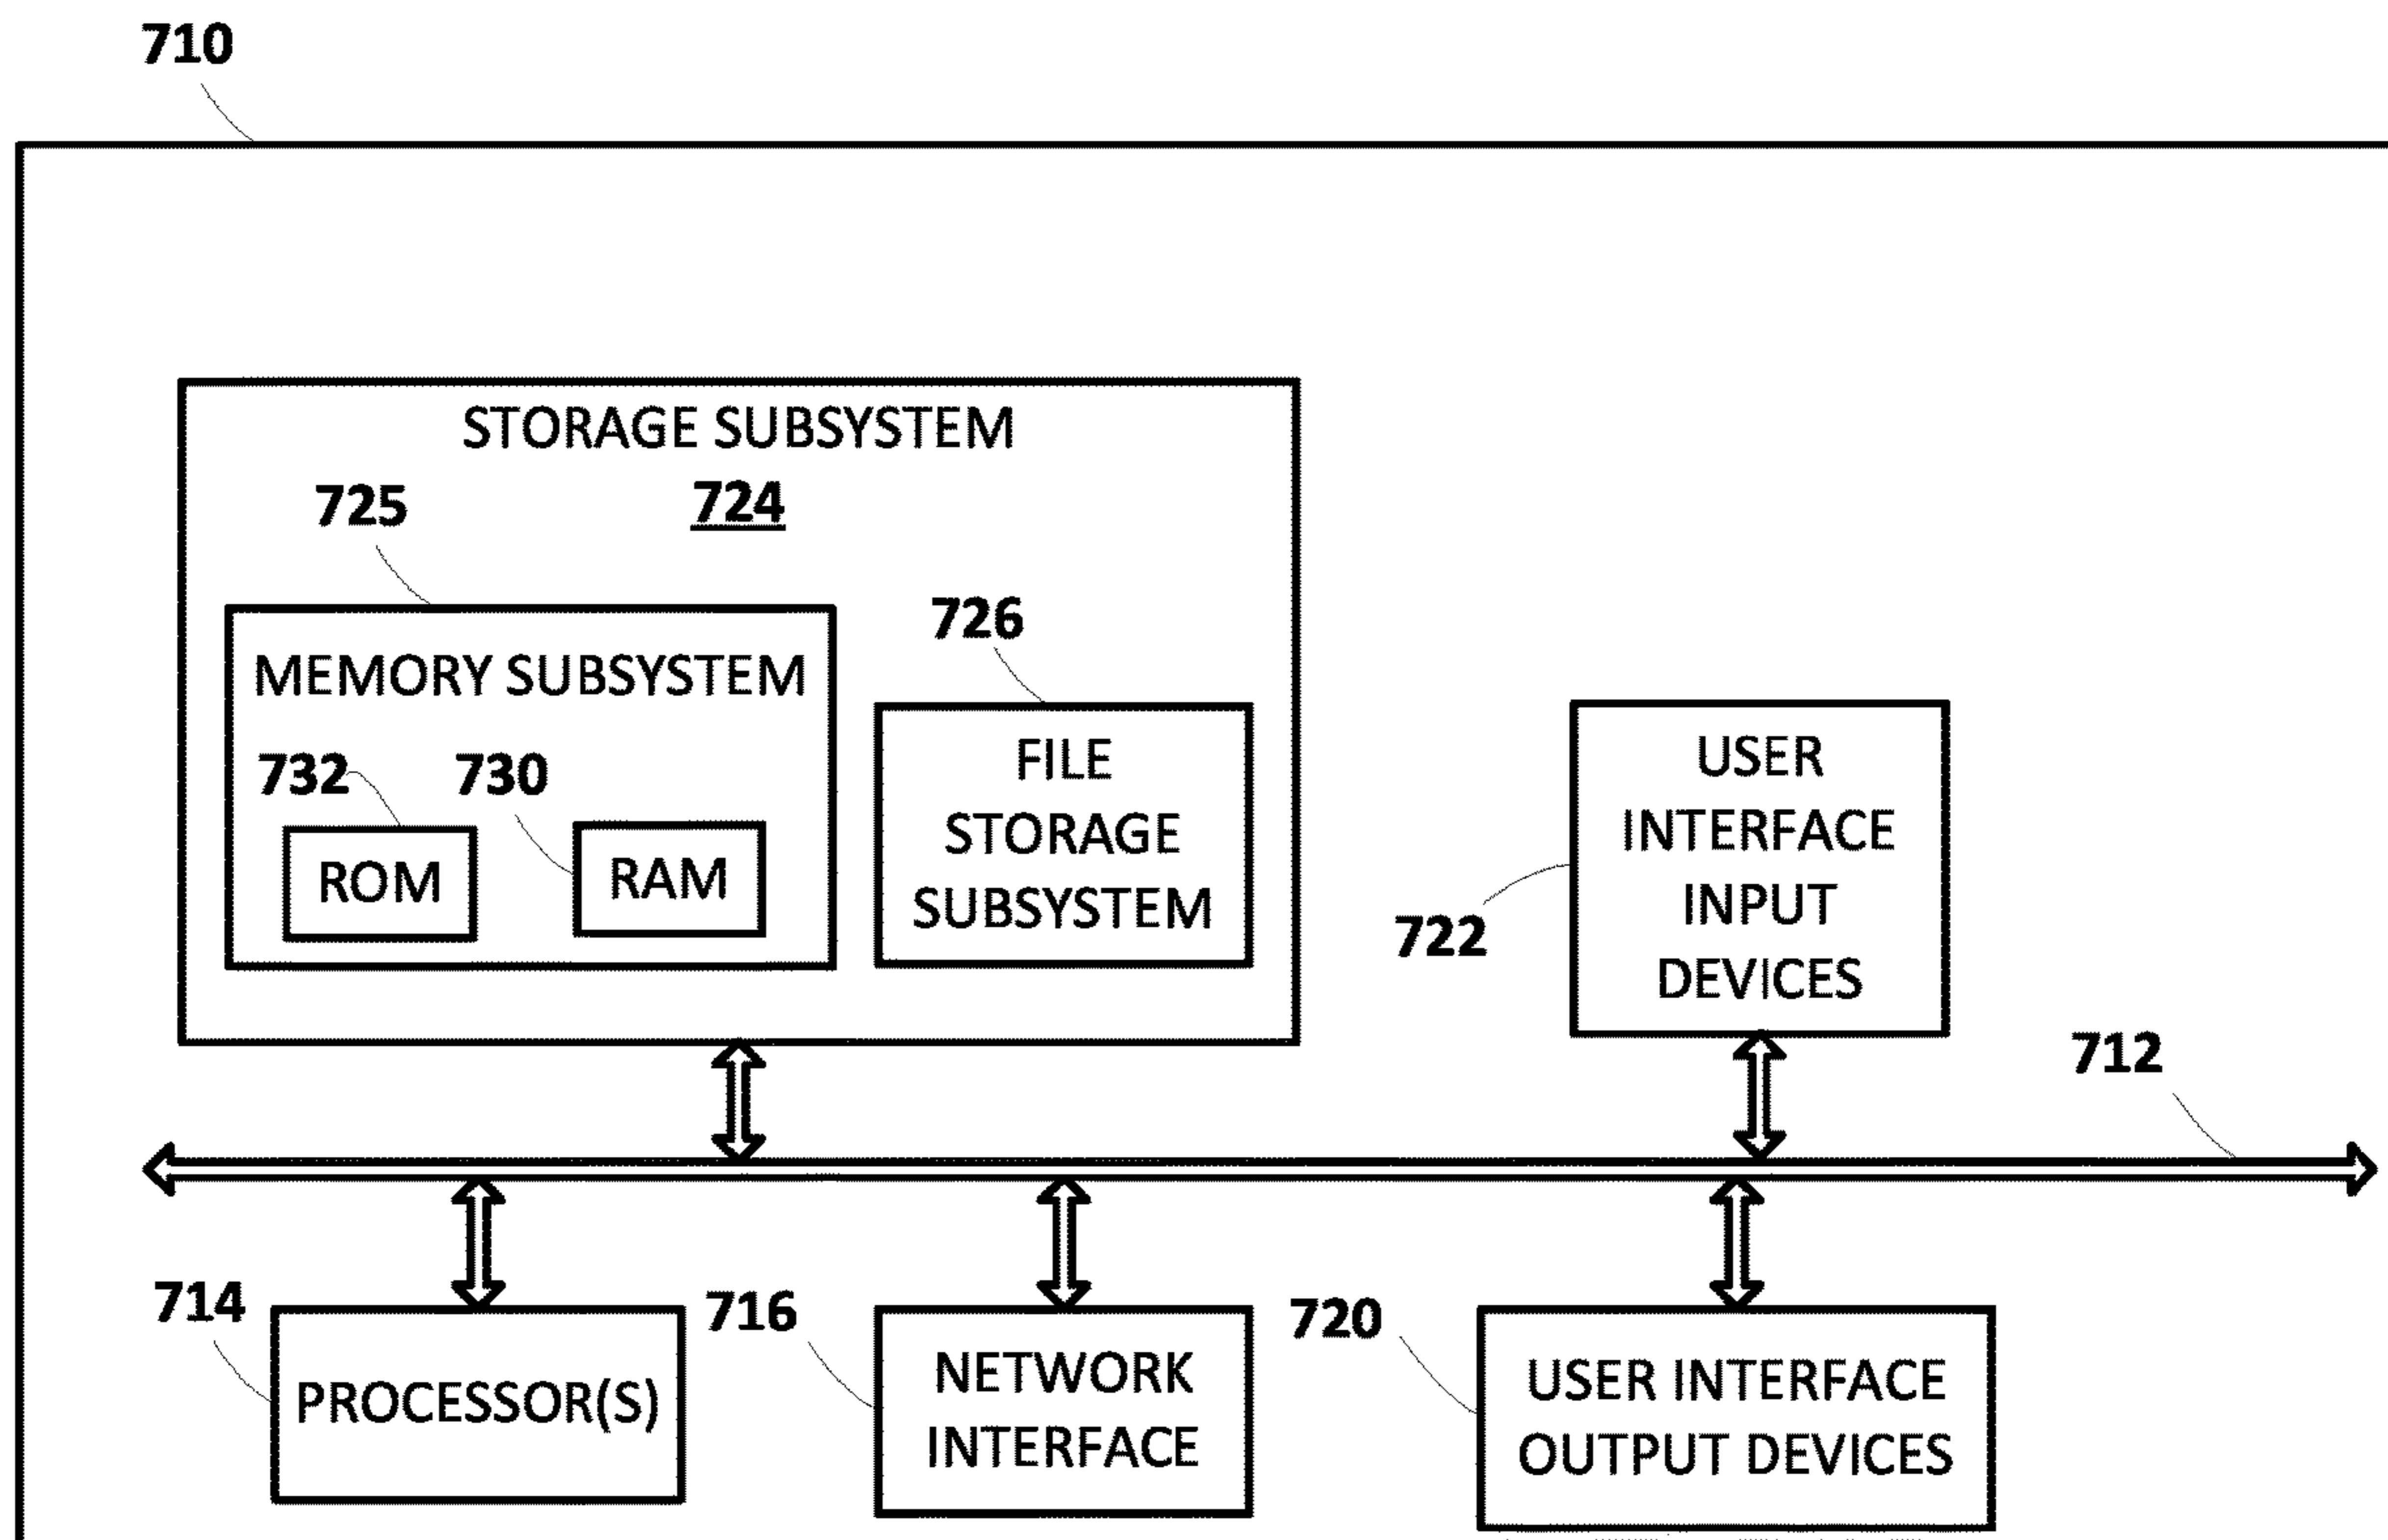 710
STORAGE SUBSYSTEM
725
724
726
MEMORY SUBSYSTEM
732
730
ROM
RAM
FILE
STORAGE
SUBSYSTEM
USER
INTERFACE
INPUT
DEVICES
722
712
714
PROCESSOR(S)
716
NETWORK
INTERFACE
720
USER INTERFACE
OUTPUT DEVICES